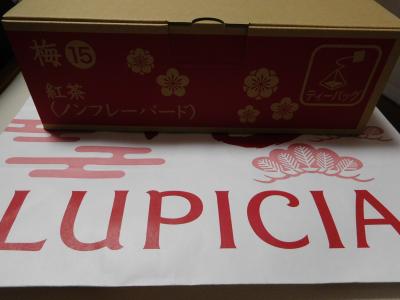 梅 15
紅茶
（ノンフレーバード）
ティーバッグ
LUPICIA